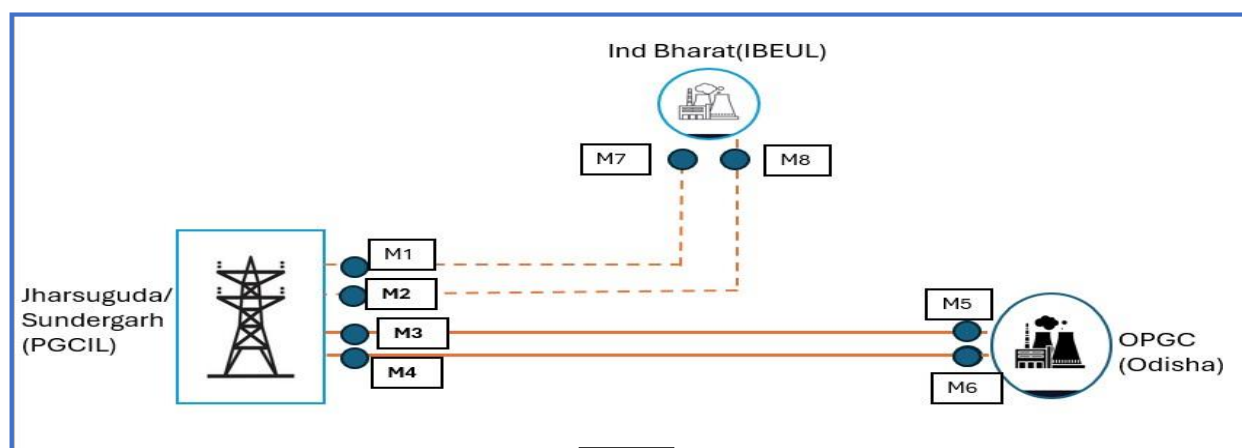 Ind Bharat(IBEUL)
M7
M8
M1
M2
Jharsuguda/
Sundergarh
(PGCIL)
M3
M4
M5
M6
OPGC
(Odisha)